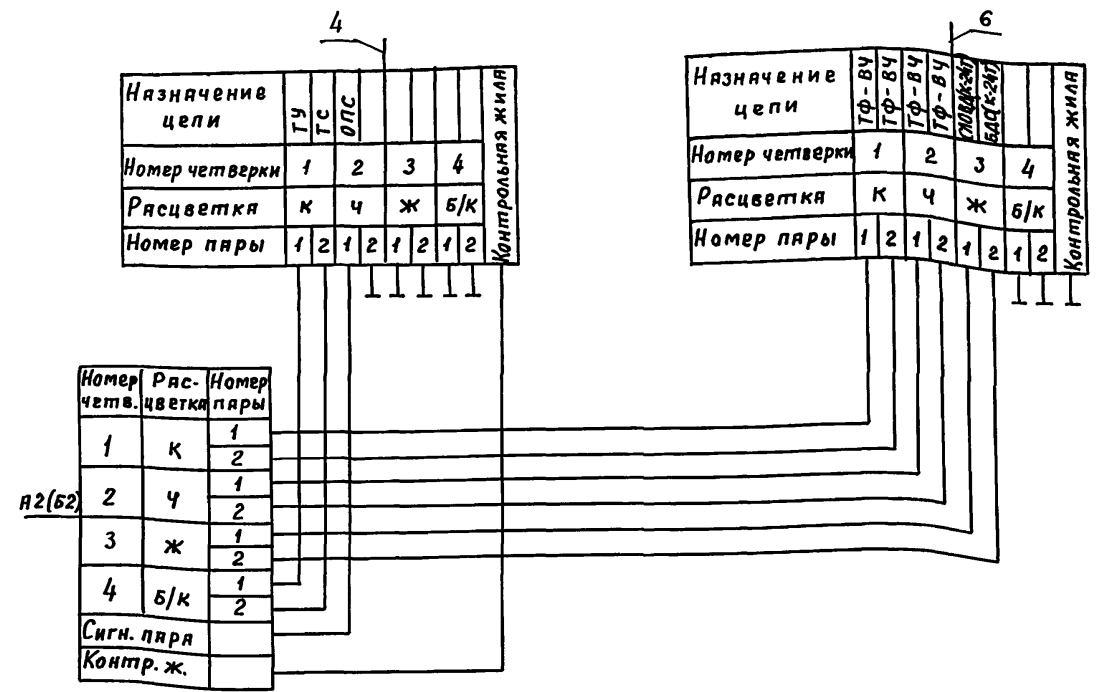 4
Назначение
цепи
ТУ
ТС
ОПС
Контрольная жила
Номер четверки 1 2 3 4
Расцветка К Ч Ж Б/К
Номер пары 1 2 1 2 1 2 1 2
6
Назначение
цепи
ТФ-ВЧ
ТФ-ВЧ
ТФ-ВЧ
ТФ-ВЧ
БДС(К-24Т)
Контрольная жила
Номер четверки 1 2 3 4
Расцветка К Ч Ж Б/К
Номер пары 1 2 1 2 1 2 1 2
Номер Рас- Номер
четв. цветка пары
1 К 1
2
А2(Б2) 2 Ч 1
2
3 Ж 1
2
4 Б/К 1
2
Сигн. пара
Контр. ж.